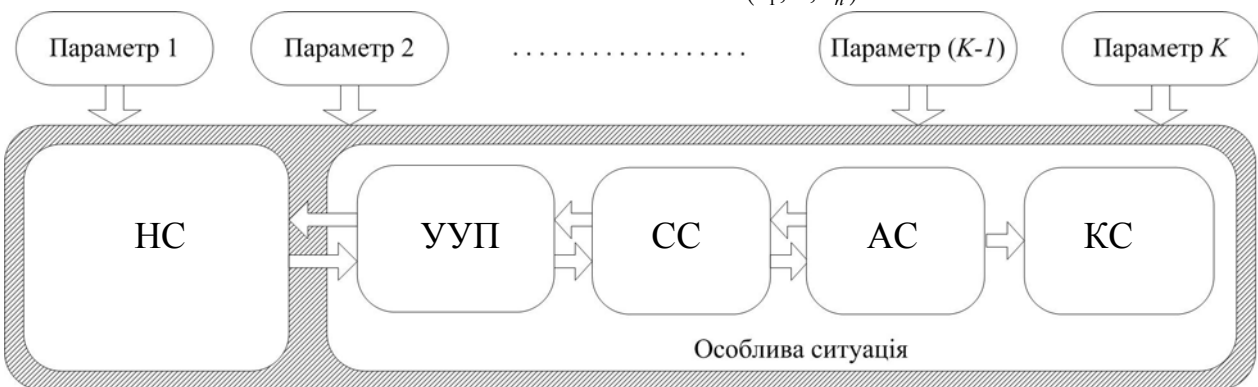 Параметр 1 Параметр 2 . . . . . . . . . . . . . . . . . . . Параметр (K-1) Параметр K
НС УУП СС АС КС
Особлива ситуація